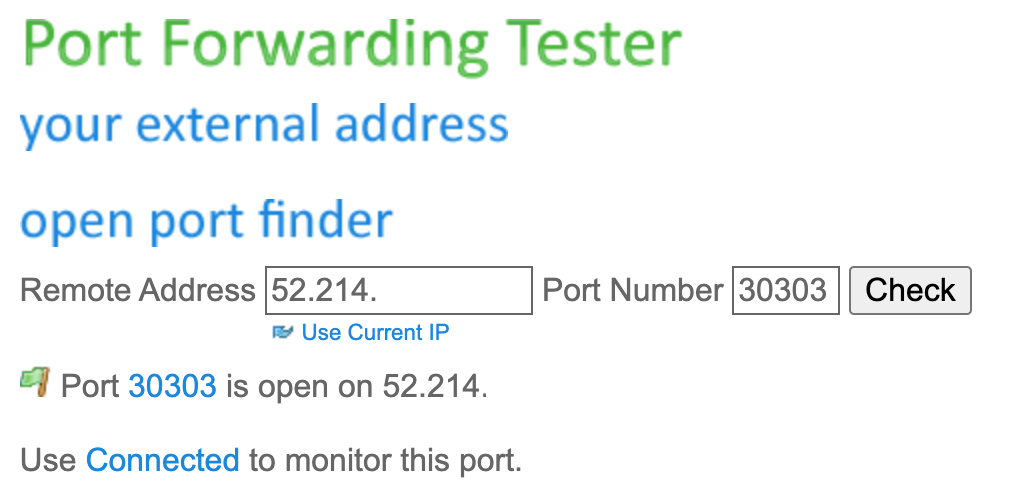 Port Forwarding Tester
your external address
open port finder
Remote Address 52.214. Port Number 30303 Check
Use Current IP
Port 30303 is open on 52.214.
Use Connected to monitor this port.